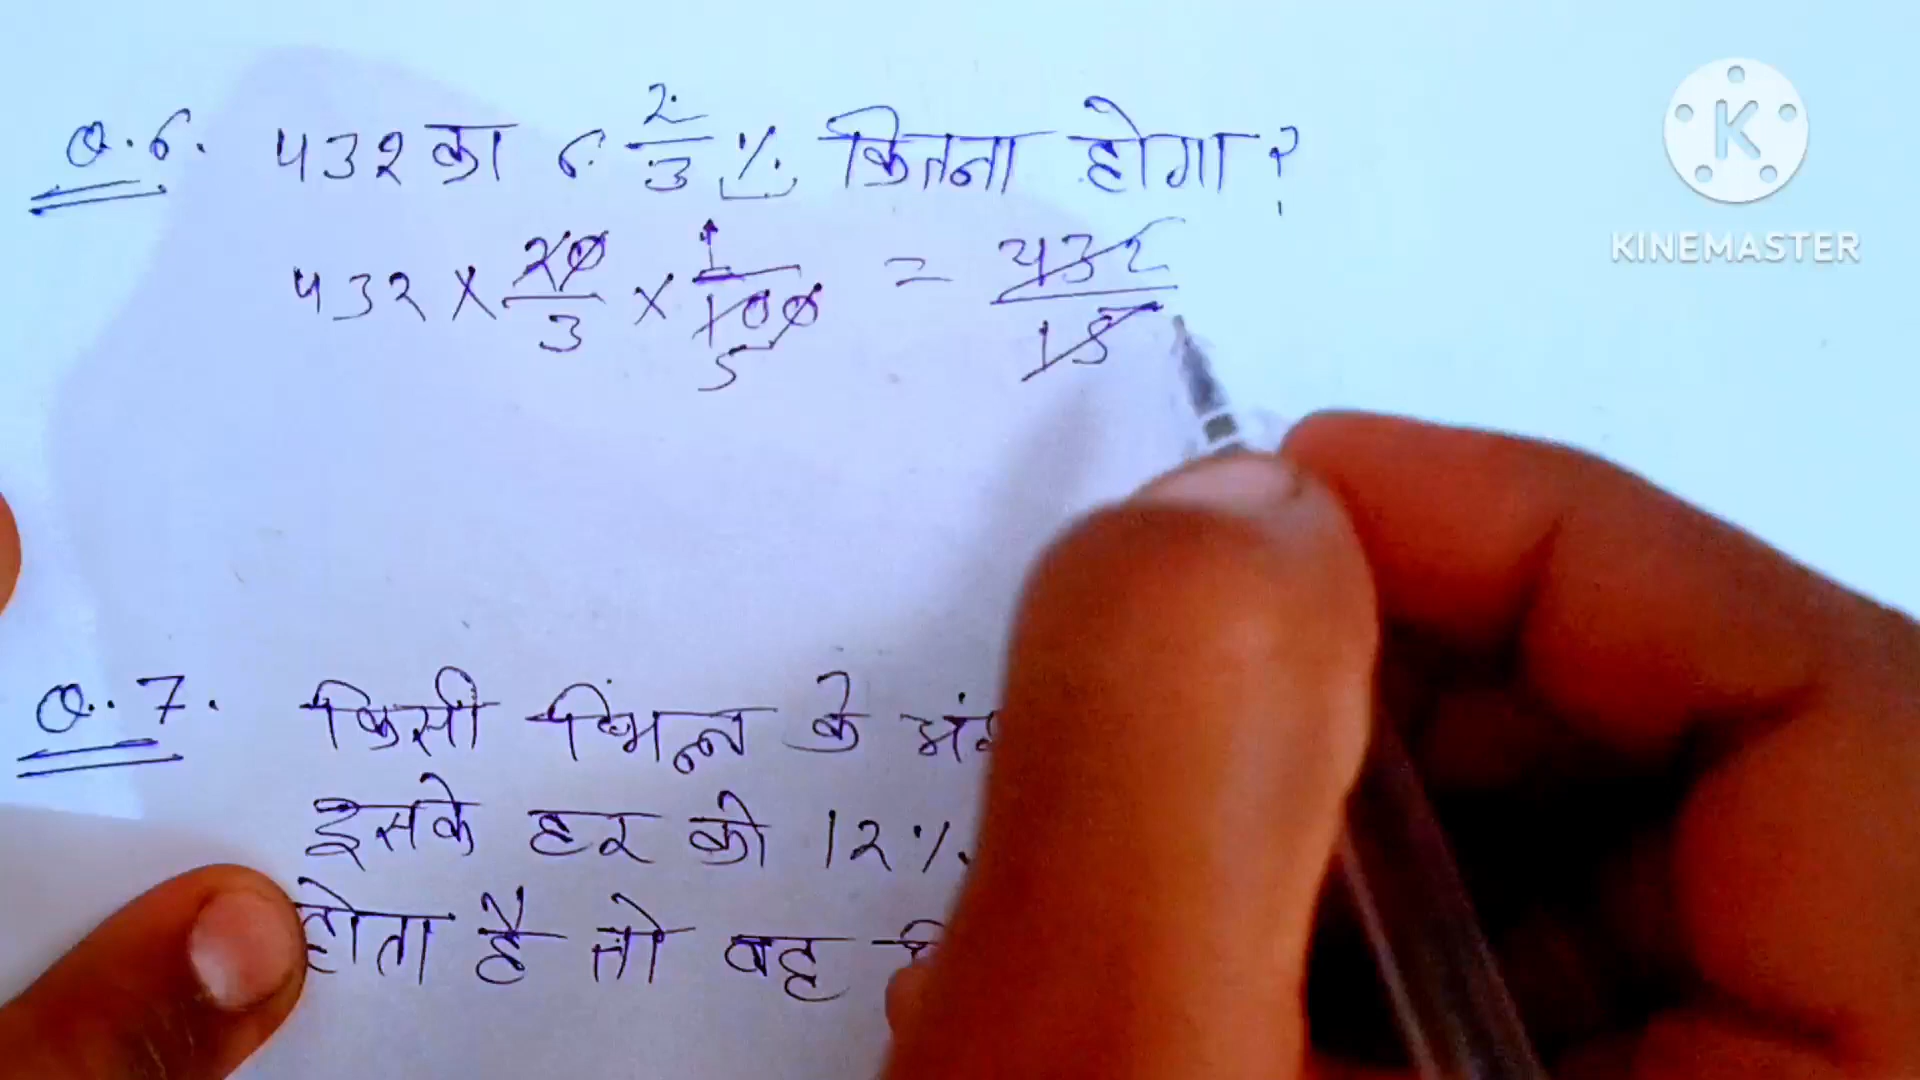 Q.6. 432 का 6 2/3 % कितना होगा?
432 × 20/3 × 1/100 = 432/15
5
Q.7. किसी भिन्न के
इसके हर को 12%
होता है तो वह
K
KINEMASTER